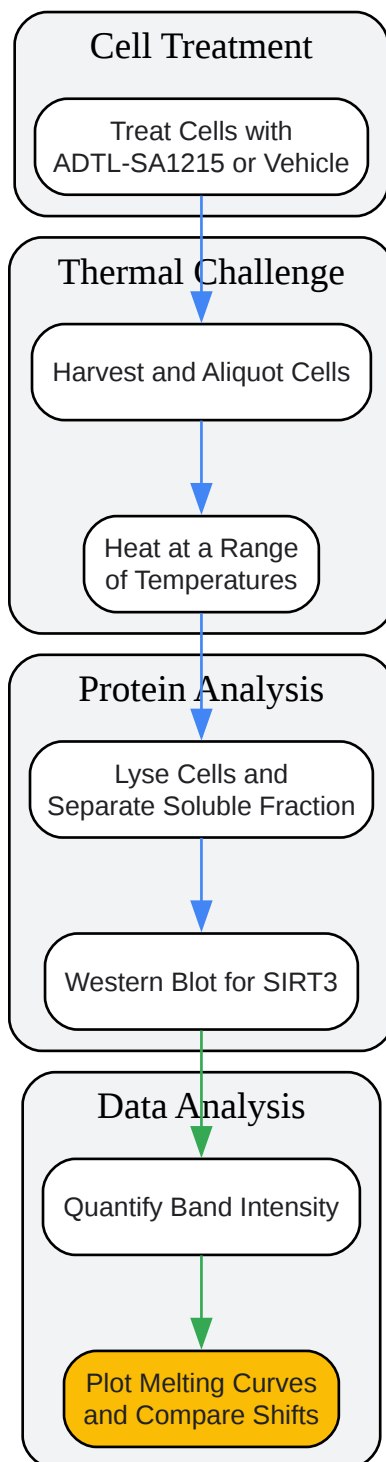 Cell Treatment
Treat Cells with
ADTL-SA1215 or Vehicle
Thermal Challenge
Harvest and Aliquot Cells
Heat at a Range
of Temperatures
Protein Analysis
Lyse Cells and
Separate Soluble Fraction
Western Blot for SIRT3
Data Analysis
Quantify Band Intensity
Plot Melting Curves
and Compare Shifts